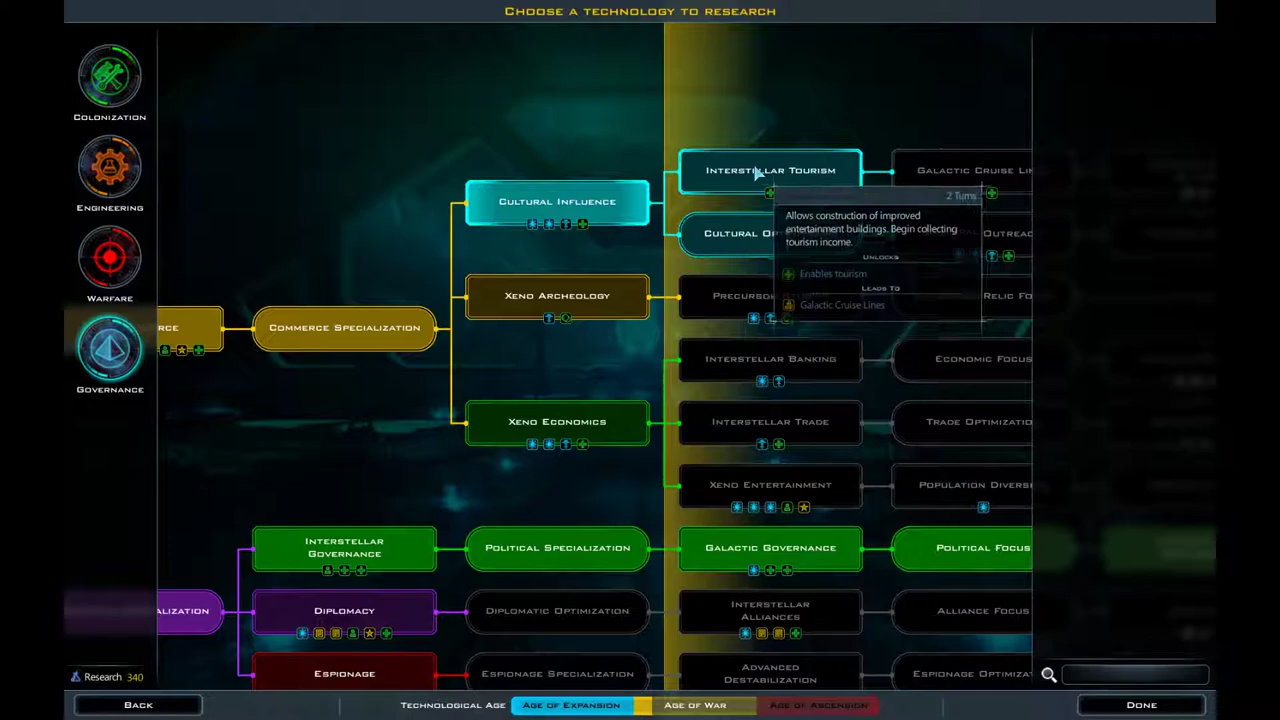 Choose a Technology to Research
Colonization
Engineering
Warfare
Governance
Interstellar Tourism
Galactic Cruise Lin
Cultural Influence
2 Turns
Allows construction of improved
entertainment buildings. Begin collecting
tourism income.
Unlocks
Enables tourism
Leads To
Galactic Cruise Lines
Cultural Op
l Outreac
Xeno Archeology
Precurso
Relic Fo
rce
Commerce Specialization
Interstellar Banking
Economic Focus
Xeno Economics
Interstellar Trade
Trade Optimizatio
Xeno Entertainment
Population Divers
Interstellar
Governance
Political Specialization
Galactic Governance
Political Focus
alization
Diplomacy
Diplomatic Optimization
Interstellar
Alliances
Alliance Focus
Espionage
Espionage Specialization
Advanced
Destabilization
Espionage Optimiza
Research 340
Back
Technological Age
Age of Expansion
Age of War
Age of Ascension
Done